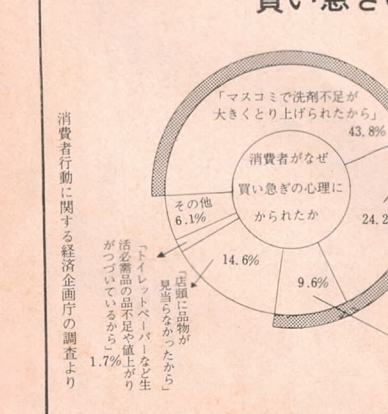 買い急ぎ
「マスコミで洗剤不足が
大きくとり上げられたから」
43.8%
消費者がなぜ
買い急ぎの心理に
かられたか
その他
6.1%
24.2
14.6%
9.6%
「店頭に品物が
見当らなかったから」
「トイレットペーパーなど生
活必需品の品不足や値上がり
がつづいているから」
1.7%
消費者行動に関する経済企画庁の調査より